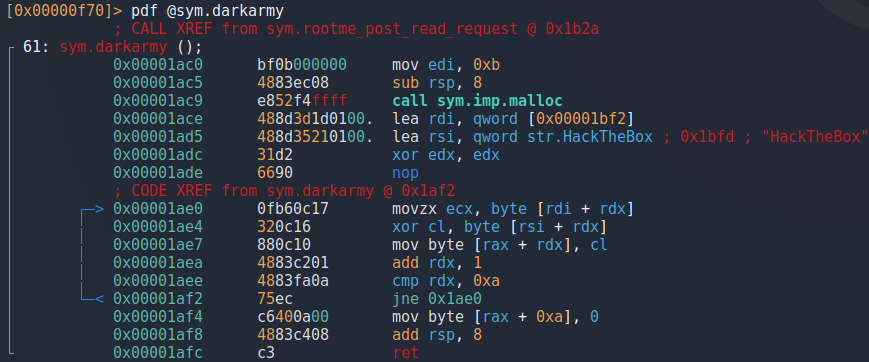 [0x00000f70]> pdf @sym.darkarmy
; CALL XREF from sym.rootme_post_read_request @ 0x1b2a
61: sym.darkarmy ();
0x00001ac0 bf0b000000 mov edi, 0xb
0x00001ac5 4883ec08 sub rsp, 8
0x00001ac9 e852f4ffff call sym.imp.malloc
0x00001ace 488d3d1d0100. lea rdi, qword [0x00001bf2]
0x00001ad5 488d35210100. lea rsi, qword str.HackTheBox ; 0x1bfd ; "HackTheBox"
0x00001adc 31d2 xor edx, edx
0x00001ade 6690 nop
; CODE XREF from sym.darkarmy @ 0x1af2
0x00001ae0 0fb60c17 movzx ecx, byte [rdi + rdx]
0x00001ae4 320c16 xor cl, byte [rsi + rdx]
0x00001ae7 880c10 mov byte [rax + rdx], cl
0x00001aea 4883c201 add rdx, 1
0x00001aee 4883fa0a cmp rdx, 0xa
0x00001af2 75ec jne 0x1ae0
0x00001af4 c6400a00 mov byte [rax + 0xa], 0
0x00001af8 4883c408 add rsp, 8
0x00001afc c3 ret